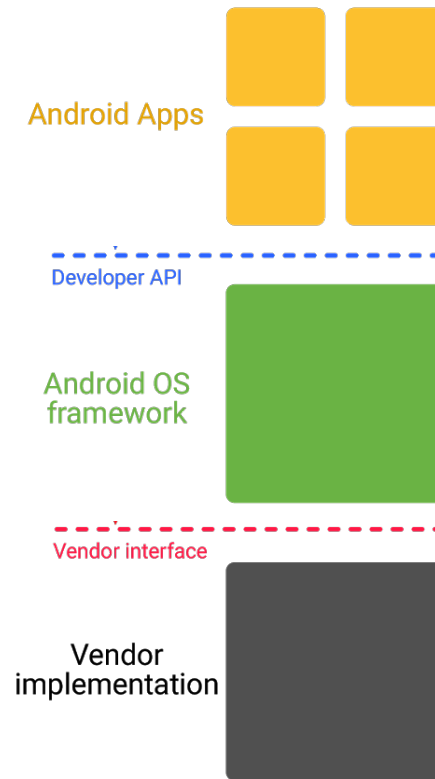 Android Apps
Developer API
Android OS
framework
Vendor interface
Vendor
implementation